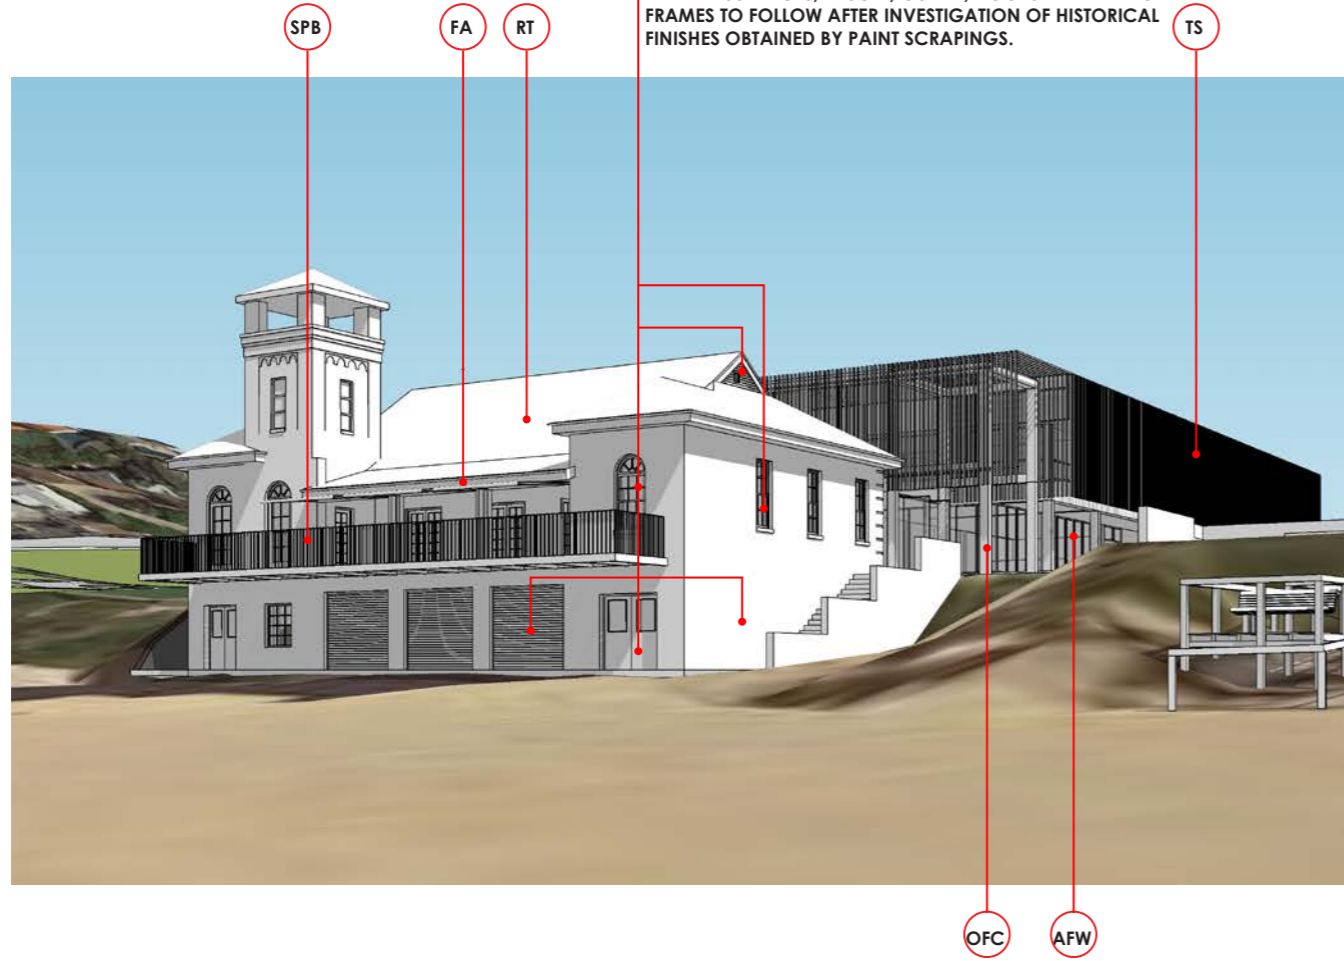 SPB
FA
RT
FRAMES TO FOLLOW AFTER INVESTIGATION OF HISTORICAL
FINISHES OBTAINED BY PAINT SCRAPINGS.
TS
OFC
AFW